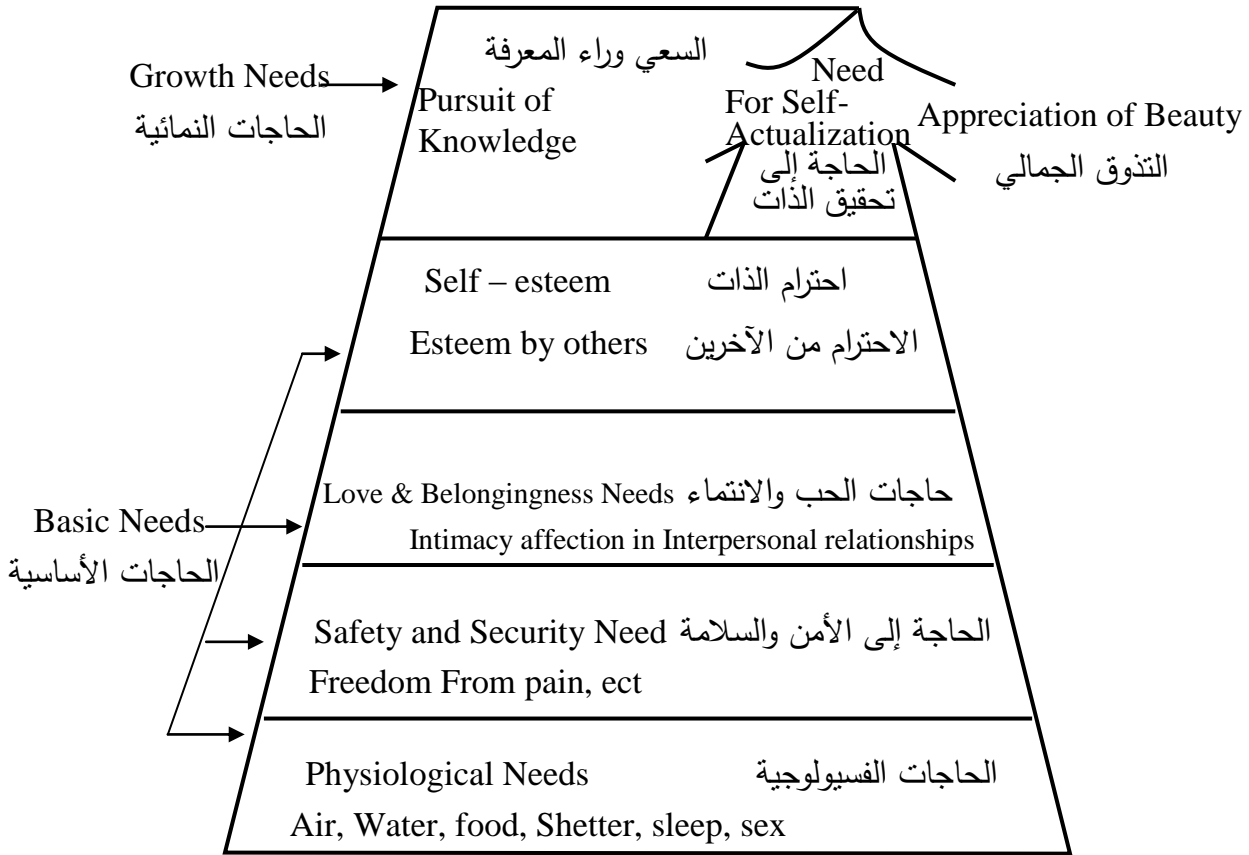 السعي وراء المعرفة
Growth Needs
الحاجات النمائية
Pursuit of
Knowledge
Need
For Self-
Actualization
الحاجة إلى
تحقيق الذات
Appreciation of Beauty
التذوق الجمالي
Self – esteem احترام الذات
Esteem by others الاحترام من الآخرين
Basic Needs
الحاجات الأساسية
Love & Belongingness Needs حاجات الحب والانتماء
Intimacy affection in Interpersonal relationships
Safety and Security Need الحاجة إلى الأمن والسلامة
Freedom From pain, ect
Physiological Needs الحاجات الفسيولوجية
Air, Water, food, Shetter, sleep, sex